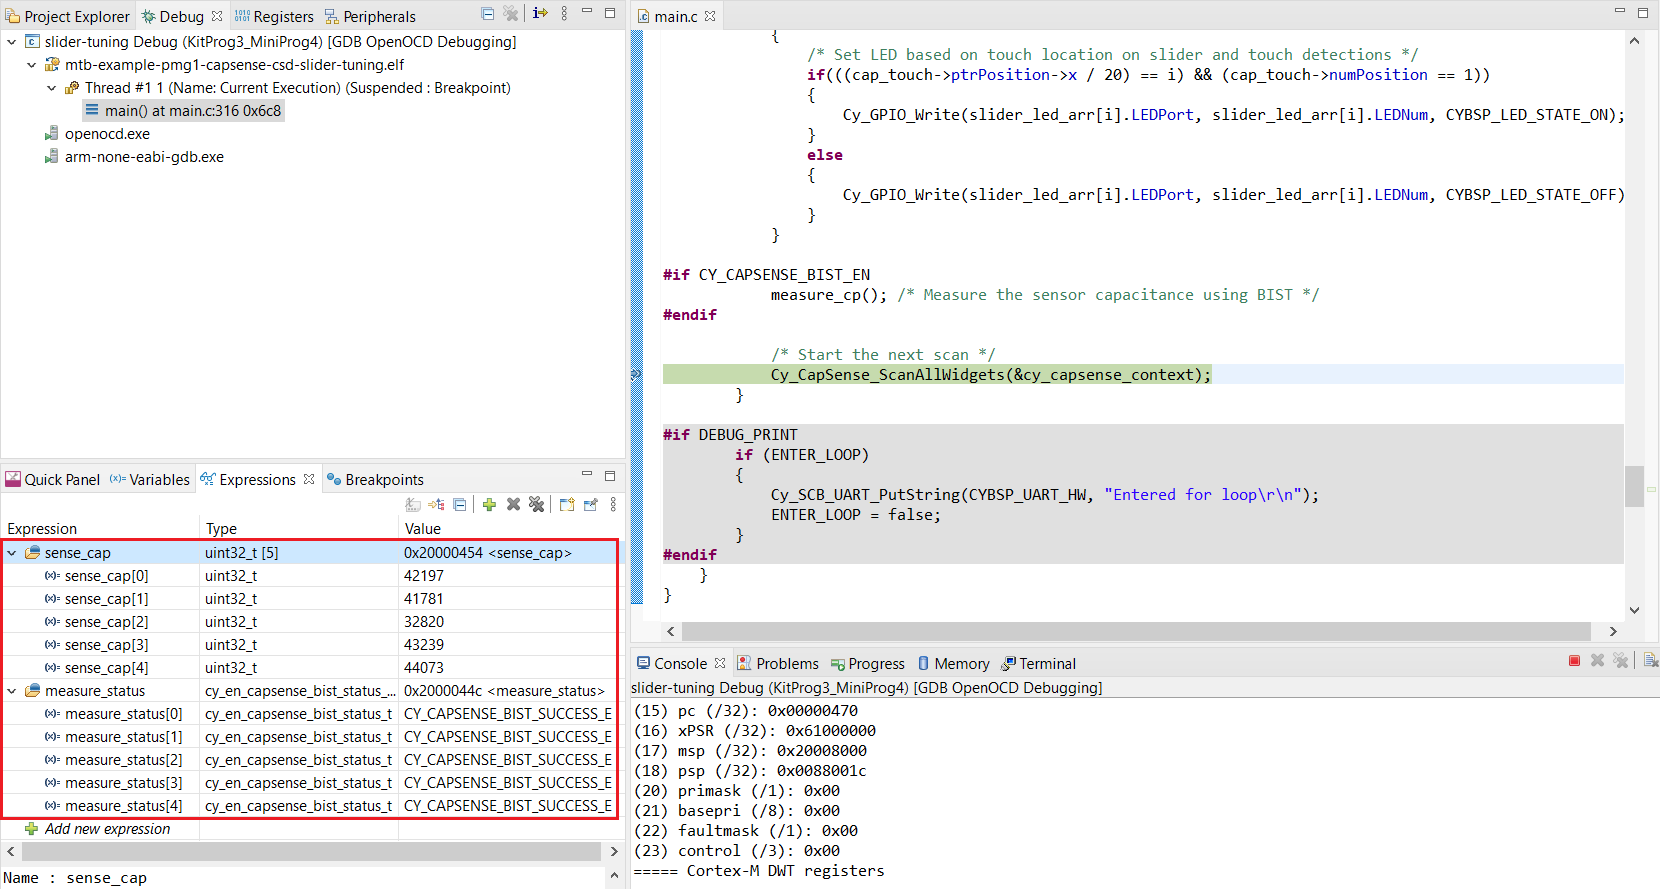 Project Explorer Debug Registers Peripherals
slider-tuning Debug (KitProg3_MiniProg4) [GDB OpenOCD Debugging]
mtb-example-pmg1-capsense-csd-slider-tuning.elf
Thread #1 1 (Name: Current Execution) (Suspended : Breakpoint)
main() at main.c:316 0x6c8
openocd.exe
arm-none-eabi-gdb.exe
Quick Panel (x)= Variables Expressions Breakpoints
Expression Type Value
sense_cap uint32_t [5] 0x20000454 <sense_cap>
(x)= sense_cap[0] uint32_t 42197
(x)= sense_cap[1] uint32_t 41781
(x)= sense_cap[2] uint32_t 32820
(x)= sense_cap[3] uint32_t 43239
(x)= sense_cap[4] uint32_t 44073
measure_status cy_en_capsense_bist_status_... 0x2000044c <measure_status>
(x)= measure_status[0] cy_en_capsense_bist_status_t CY_CAPSENSE_BIST_SUCCESS_E
(x)= measure_status[1] cy_en_capsense_bist_status_t CY_CAPSENSE_BIST_SUCCESS_E
(x)= measure_status[2] cy_en_capsense_bist_status_t CY_CAPSENSE_BIST_SUCCESS_E
(x)= measure_status[3] cy_en_capsense_bist_status_t CY_CAPSENSE_BIST_SUCCESS_E
(x)= measure_status[4] cy_en_capsense_bist_status_t CY_CAPSENSE_BIST_SUCCESS_E
Add new expression
Name : sense_cap
main.c
{
/* Set LED based on touch location on slider and touch detections */
if(((cap_touch->ptrPosition->x / 20) == i) && (cap_touch->numPosition == 1))
{
Cy_GPIO_Write(slider_led_arr[i].LEDPort, slider_led_arr[i].LEDNum, CYBSP_LED_STATE_ON);
}
else
{
Cy_GPIO_Write(slider_led_arr[i].LEDPort, slider_led_arr[i].LEDNum, CYBSP_LED_STATE_OFF)
}
}
#if CY_CAPSENSE_BIST_EN
measure_cp(); /* Measure the sensor capacitance using BIST */
#endif
/* Start the next scan */
Cy_CapSense_ScanAllWidgets(&cy_capsense_context);
}
#if DEBUG_PRINT
if (ENTER_LOOP)
{
Cy_SCB_UART_PutString(CYBSP_UART_HW, "Entered for loop\r\n");
ENTER_LOOP = false;
}
#endif
}
}
Console Problems Progress Memory Terminal
slider-tuning Debug (KitProg3_MiniProg4) [GDB OpenOCD Debugging]
(15) pc (/32): 0x00000470
(16) xPSR (/32): 0x61000000
(17) msp (/32): 0x20008000
(18) psp (/32): 0x0088001c
(20) primask (/1): 0x00
(21) basepri (/8): 0x00
(22) faultmask (/1): 0x00
(23) control (/3): 0x00
===== Cortex-M DWT registers